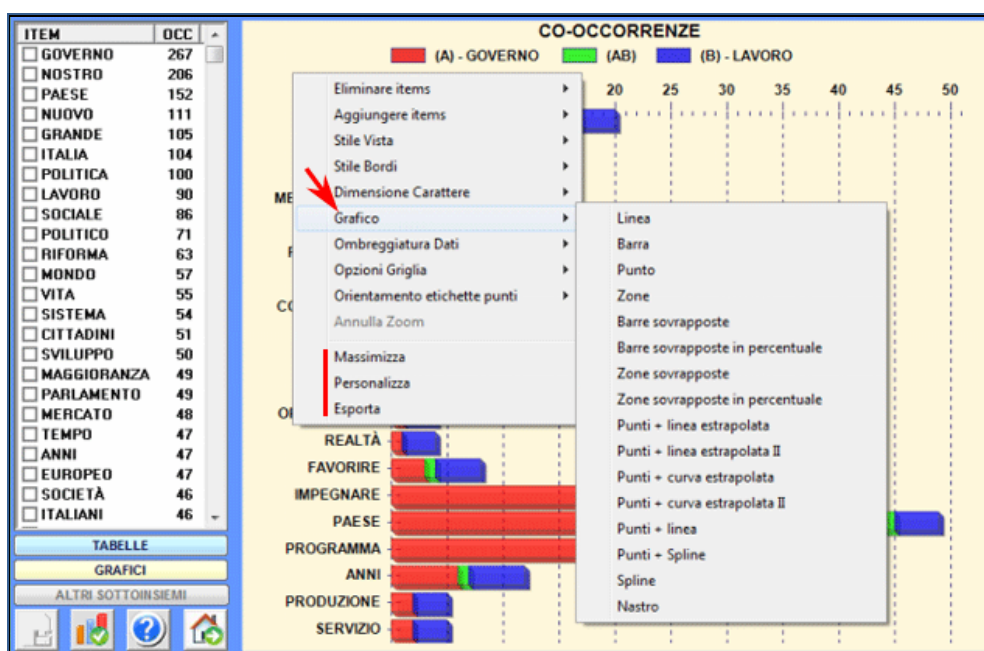 ITEM OCC
GOVERNO 267
NOSTRO 206
PAESE 152
NUOVO 111
GRANDE 105
ITALIA 104
POLITICA 100
LAVORO 90
SOCIALE 86
POLITICO 71
RIFORMA 63
MONDO 57
VITA 55
SISTEMA 54
CITTADINI 51
SVILUPPO 50
MAGGIORANZA 49
PARLAMENTO 49
MERCATO 48
TEMPO 47
ANNI 47
EUROPEO 47
SOCIETÀ 46
ITALIANI 46
TABELLE
GRAFICI
ALTRI SOTTOINSIEMI
CO-OCCORRENZE
(A) - GOVERNO (AB) (B) - LAVORO
20 25 30 35 40 45 50
Eliminare items
Aggiungere items
Stile Vista
Stile Bordi
Dimensione Carattere
Grafico
Ombreggiatura Dati
Opzioni Griglia
Orientamento etichette punti
Annulla Zoom
Massimizza
Personalizza
Esporta
Linea
Barra
Punto
Zone
Barre sovrapposte
Barre sovrapposte in percentuale
Zone sovrapposte
Zone sovrapposte in percentuale
Punti + linea estrapolata
Punti + linea estrapolata II
Punti + curva estrapolata
Punti + curva estrapolata II
Punti + linea
Punti + Spline
Spline
Nastro
REALTÀ
FAVORIRE
IMPEGNARE
PAESE
PROGRAMMA
ANNI
PRODUZIONE
SERVIZIO